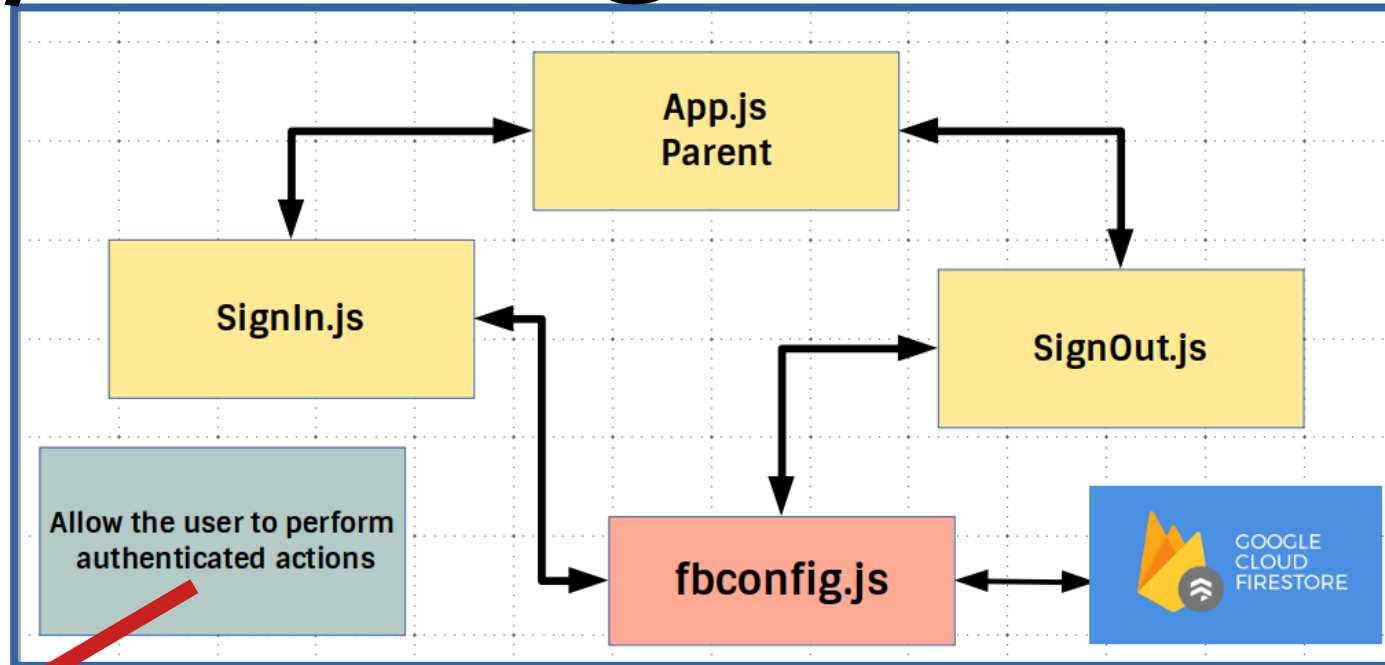 App.js
Parent
SignIn.js
SignOut.js
Allow the user to perform
authenticated actions
fbconfig.js
GOOGLE
CLOUD
FIRESTORE